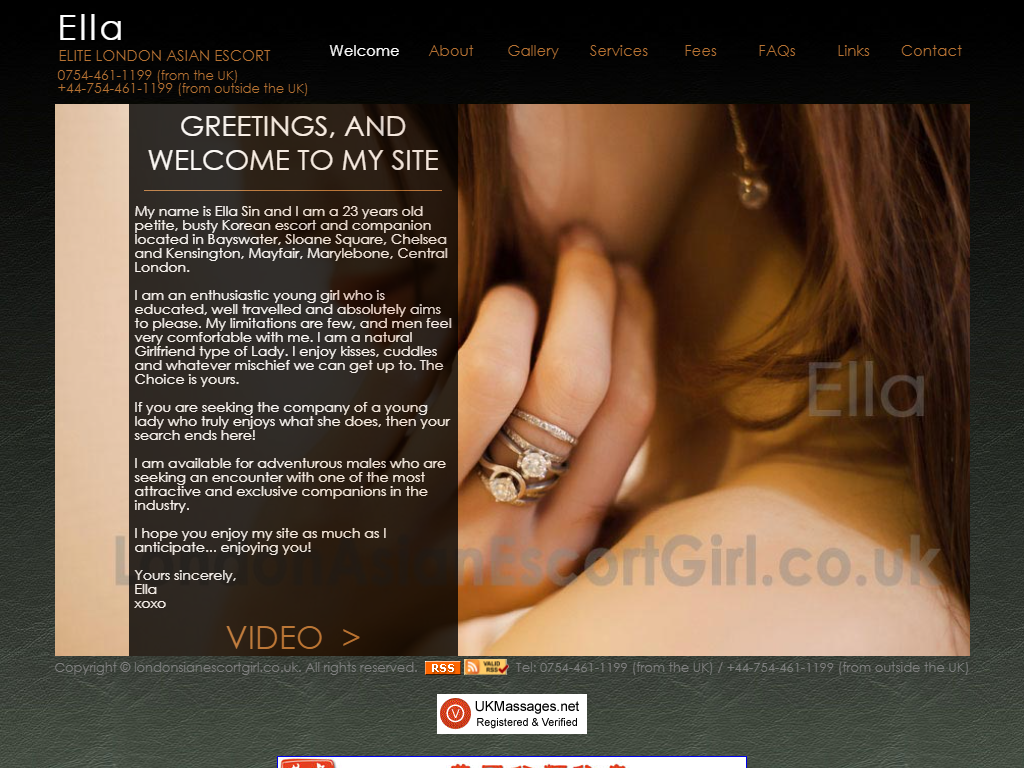 Ella
ELITE LONDON ASIAN ESCORT
0754-461-1199 (from the UK)
+44-754-461-1199 (from outside the UK)
Welcome About Gallery Services Fees FAQs Links Contact
GREETINGS, AND
WELCOME TO MY SITE
My name is Ella Sin and I am a 23 years old
petite, busty Korean escort and companion
located in Bayswater, Sloane Square, Chelsea
and Kensington, Mayfair, Marylebone, Central
London.
I am an enthusiastic young girl who is
educated, well travelled and absolutely aims
to please. My limitations are few, and men feel
very comfortable with me. I am a natural
Girlfriend type of Lady. I enjoy kisses, cuddles
and whatever mischief we can get up to. The
Choice is yours.
If you are seeking the company of a young
lady who truly enjoys what she does, then your
search ends here!
I am available for adventurous males who are
seeking an encounter with one of the most
attractive and exclusive companions in the
industry.
I hope you enjoy my site as much as I
anticipate... enjoying you!
Yours sincerely,
Ella
xoxo
VIDEO >
Ella
LondonAsianEscortGirl.co.uk
Copyright © londonsianescortgirl.co.uk. All rights reserved. RSS VALID RSS Tel: 0754-461-1199 (from the UK) / +44-754-461-1199 (from outside the UK)
UKMassages.net
Registered & Verified